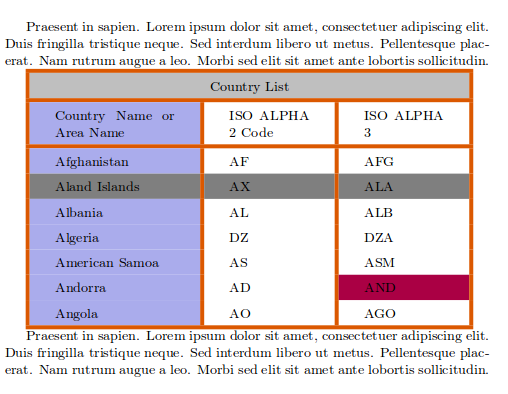 Praesent in sapien. Lorem ipsum dolor sit amet, consectetuer adipiscing elit.
Duis fringilla tristique neque. Sed interdum libero ut metus. Pellentesque plac-
erat. Nam rutrum augue a leo. Morbi sed elit sit amet ante lobortis sollicitudin.
Country List
Country Name or Area Name ISO ALPHA 2 Code ISO ALPHA 3
Afghanistan AF AFG
Aland Islands AX ALA
Albania AL ALB
Algeria DZ DZA
American Samoa AS ASM
Andorra AD AND
Angola AO AGO
Praesent in sapien. Lorem ipsum dolor sit amet, consectetuer adipiscing elit.
Duis fringilla tristique neque. Sed interdum libero ut metus. Pellentesque plac-
erat. Nam rutrum augue a leo. Morbi sed elit sit amet ante lobortis sollicitudin.